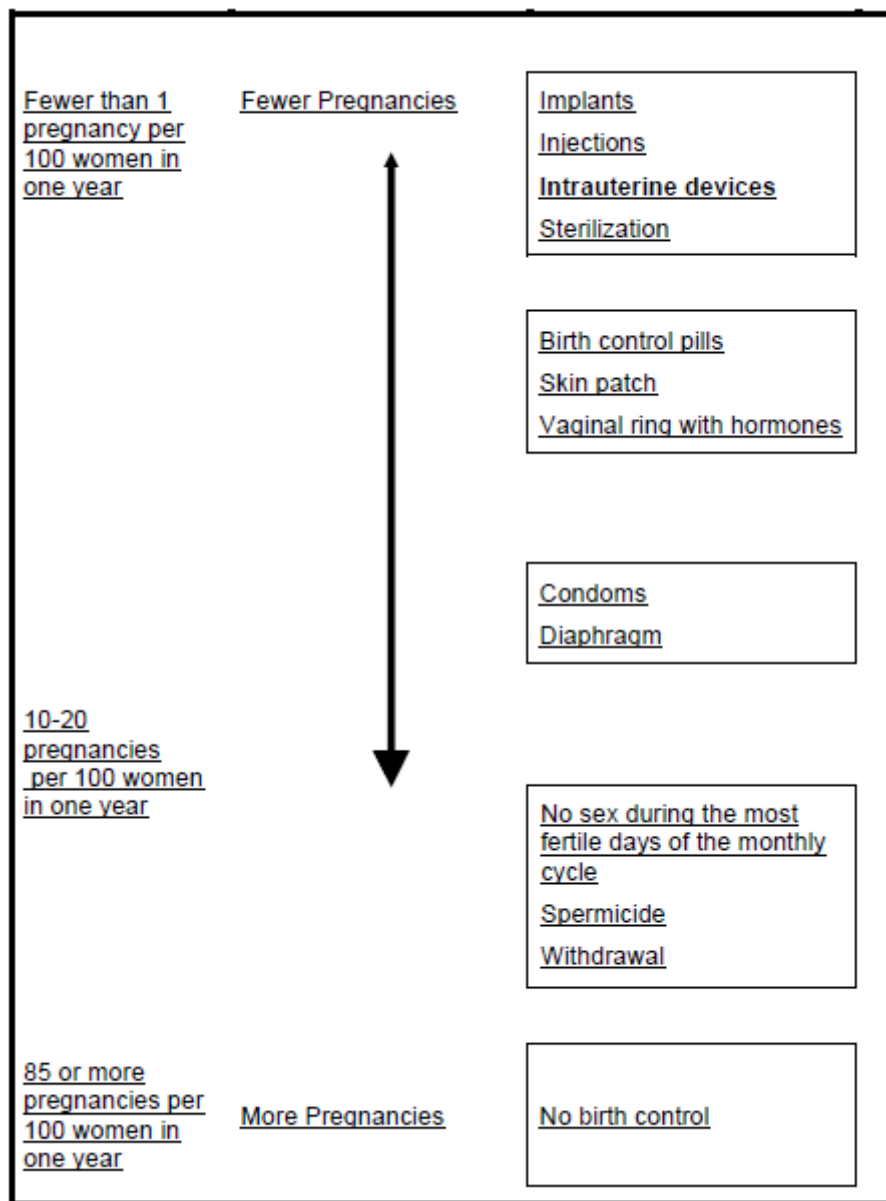 Fewer than 1
pregnancy per
100 women in
one year
Fewer Pregnancies
Implants
Injections
Intrauterine devices
Sterilization
Birth control pills
Skin patch
Vaginal ring with hormones
Condoms
Diaphragm
10-20
pregnancies
per 100 women
in one year
No sex during the most
fertile days of the monthly
cycle
Spermicide
Withdrawal
85 or more
pregnancies per
100 women in
one year
More Pregnancies
No birth control